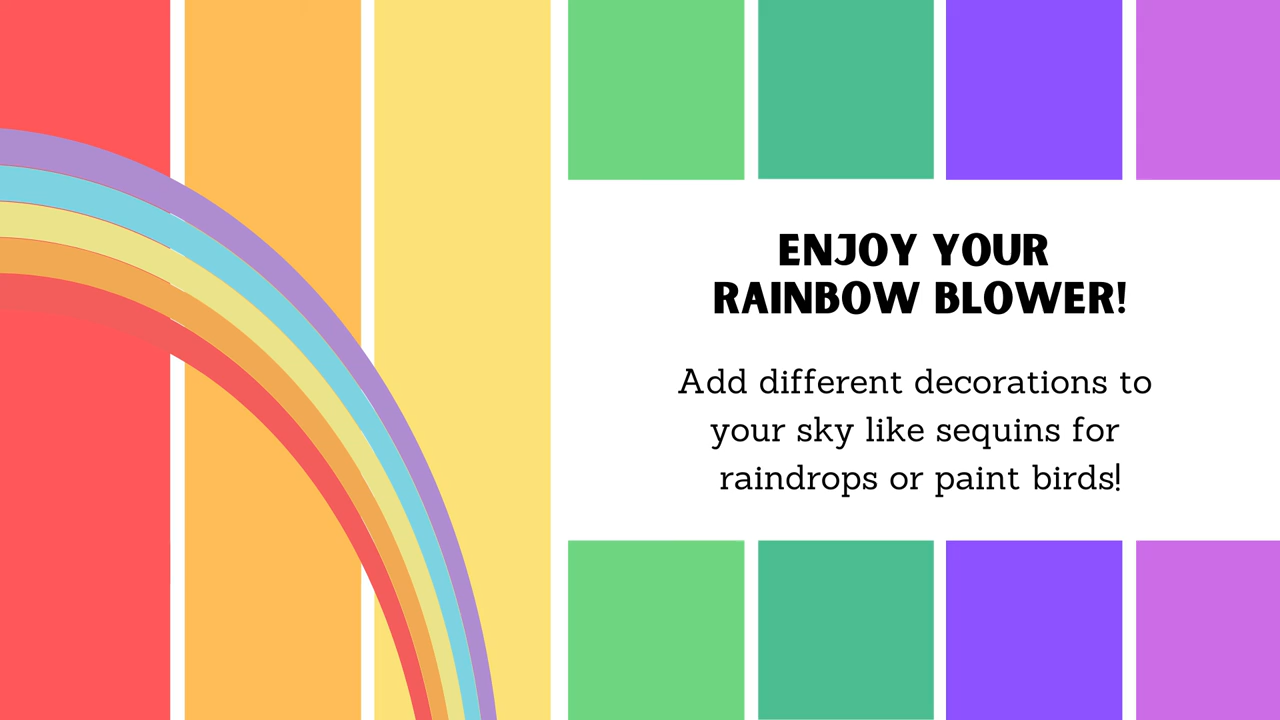 ENJOY YOUR
RAINBOW BLOWER!
Add different decorations to
your sky like sequins for
raindrops or paint birds!